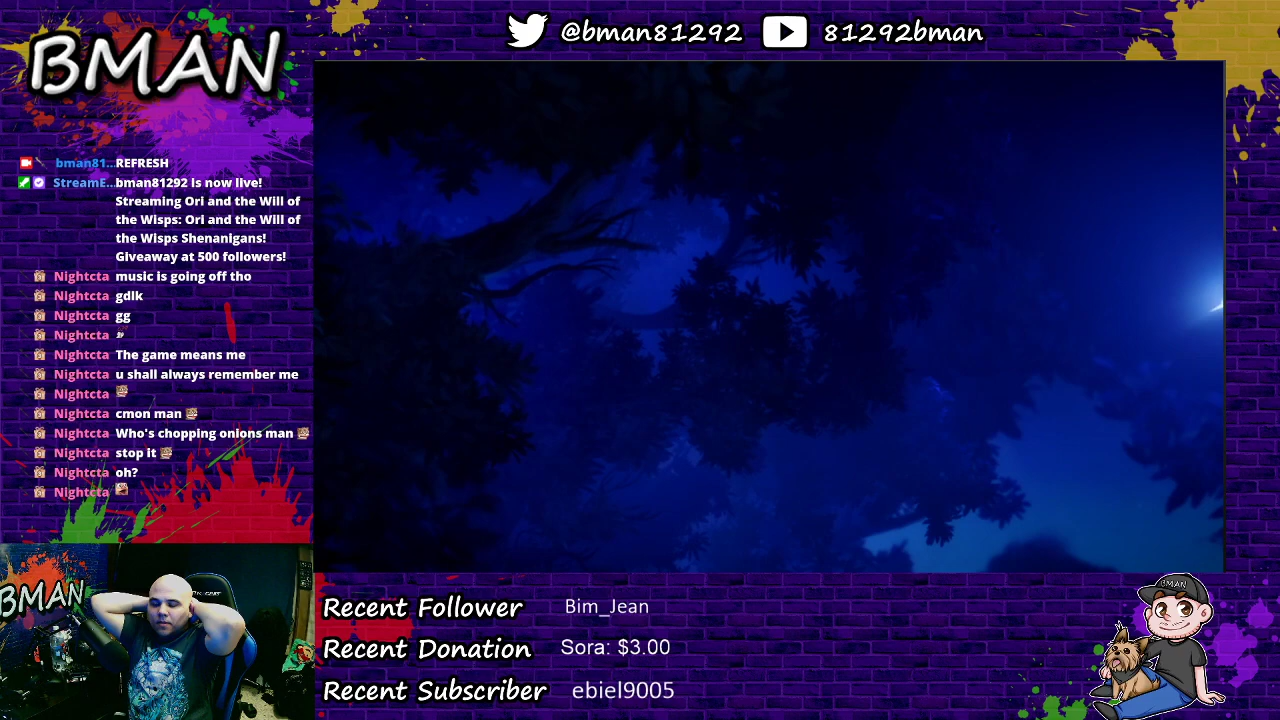 BMAN
@bman81292
81292bman
bman81... REFRESH
StreamE... bman81292 Is now live!
Streaming Ori and the Will of
the Wisps: Ori and the Will of
the Wisps Shenanigans!
Giveaway at 500 followers!
Nightcta music is going off tho
Nightcta gdlk
Nightcta gg
Nightcta
Nightcta The game means me
Nightcta u shall always remember me
Nightcta
Nightcta cmon man
Nightcta Who's chopping onions man
Nightcta stop it
Nightcta oh?
Nightcta
BMAN
Recent Follower Bim_Jean
Recent Donation Sora: $3.00
Recent Subscriber ebiel9005
BMAN